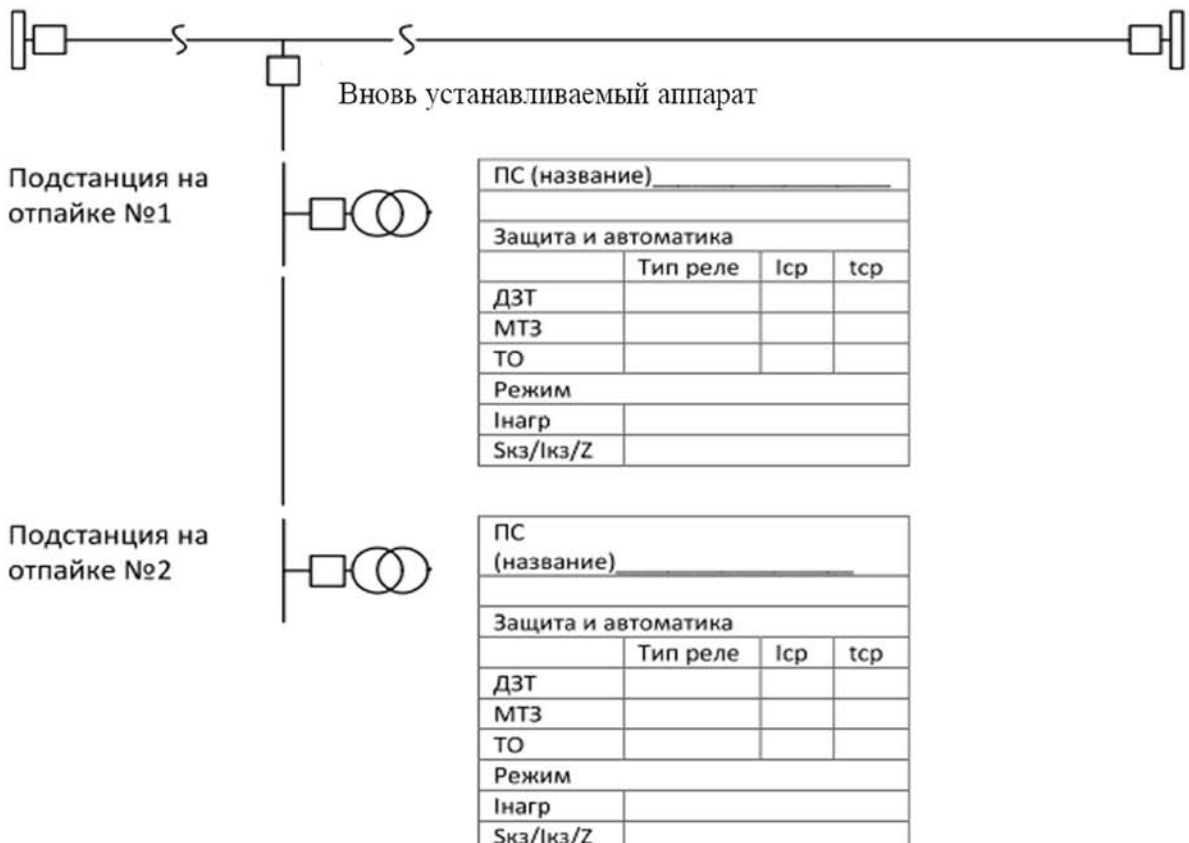 Вновь устанавливаемый аппарат
Подстанция на
отпайке №1
ПС (название)____________________
Защита и автоматика
Тип реле Iср tср
ДЗТ
МТЗ
ТО
Режим
Iнагр
Sкз/Iкз/Z
Подстанция на
отпайке №2
ПС
(название)____________________
Защита и автоматика
Тип реле Iср tср
ДЗТ
МТЗ
ТО
Режим
Iнагр
Sкз/Iкз/Z